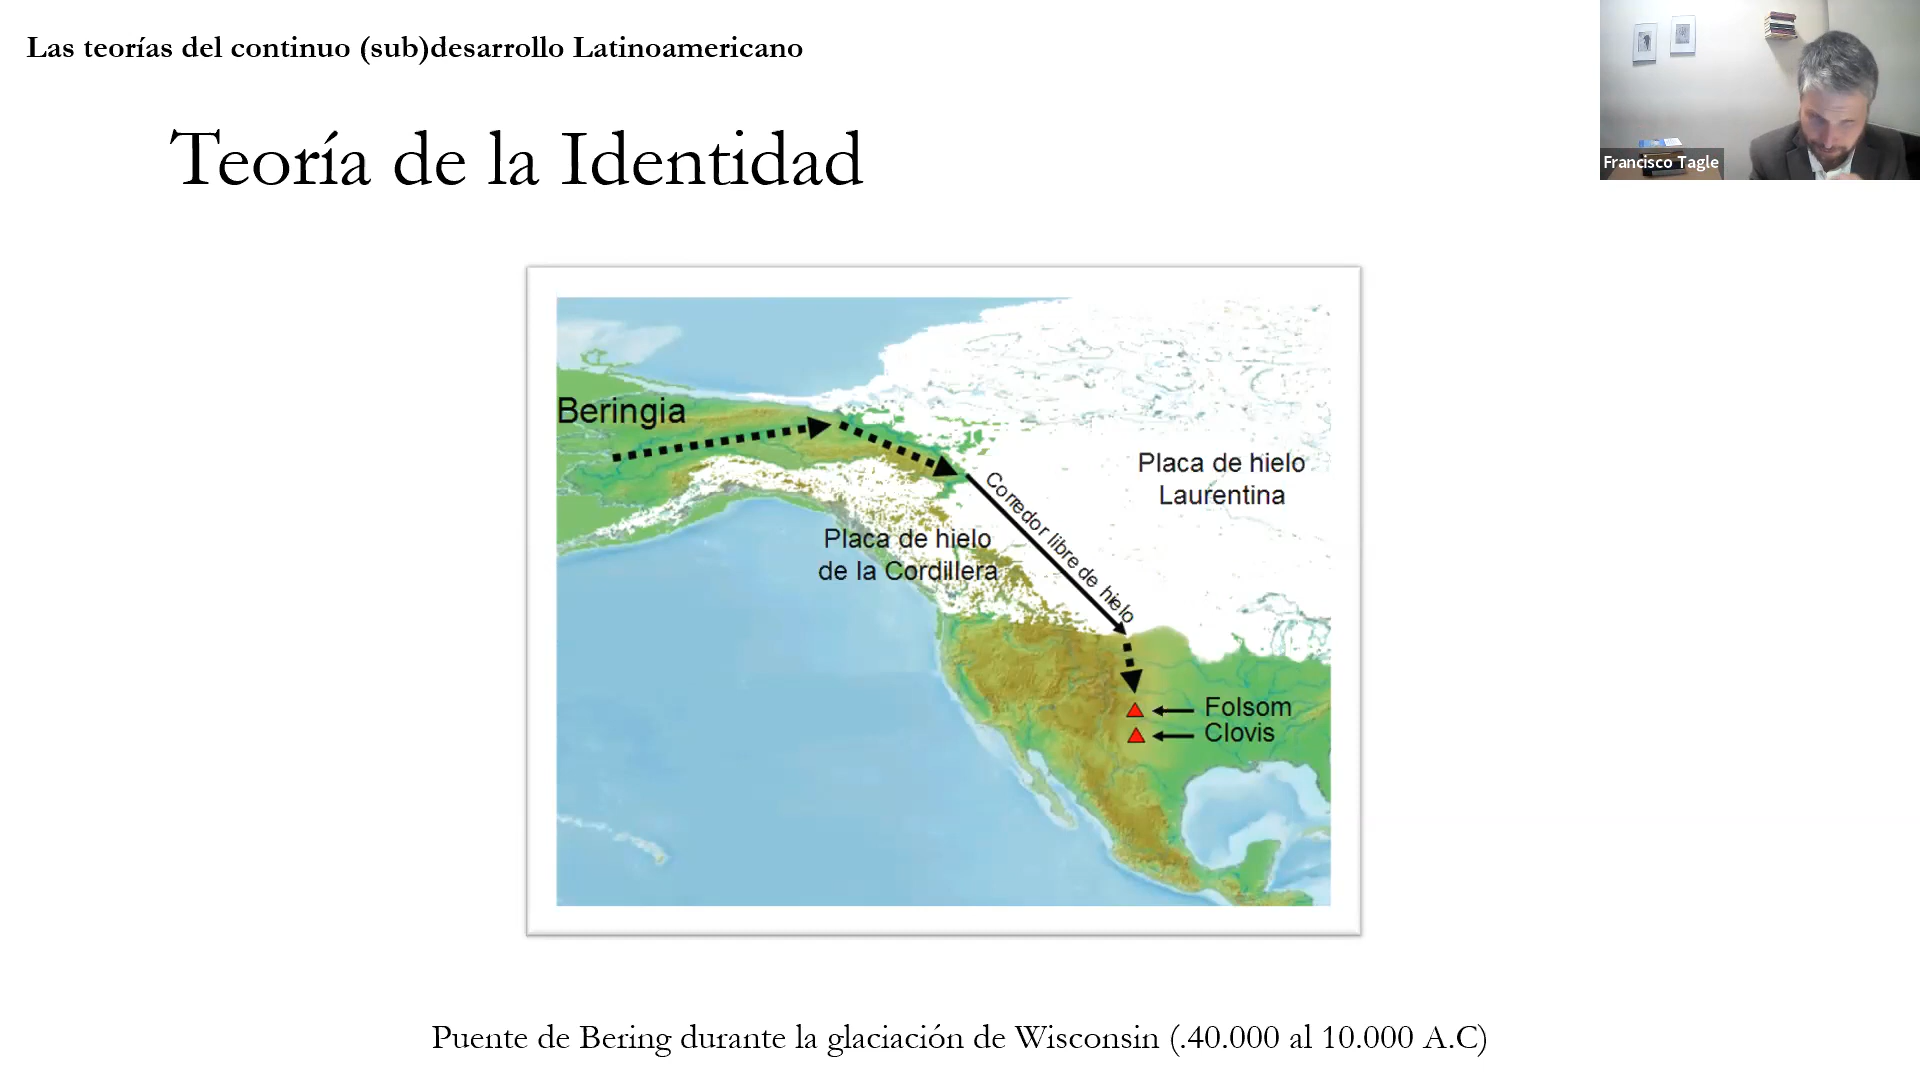 Las teorías del continuo (sub)desarrollo Latinoamericano
Francisco Tagle
Teoría de la Identidad
Beringia
Placa de hielo
Laurentina
Corredor libre de hielo
Placa de hielo
de la Cordillera
Folsom
Clovis
Puente de Bering durante la glaciación de Wisconsin (.40.000 al 10.000 A.C)